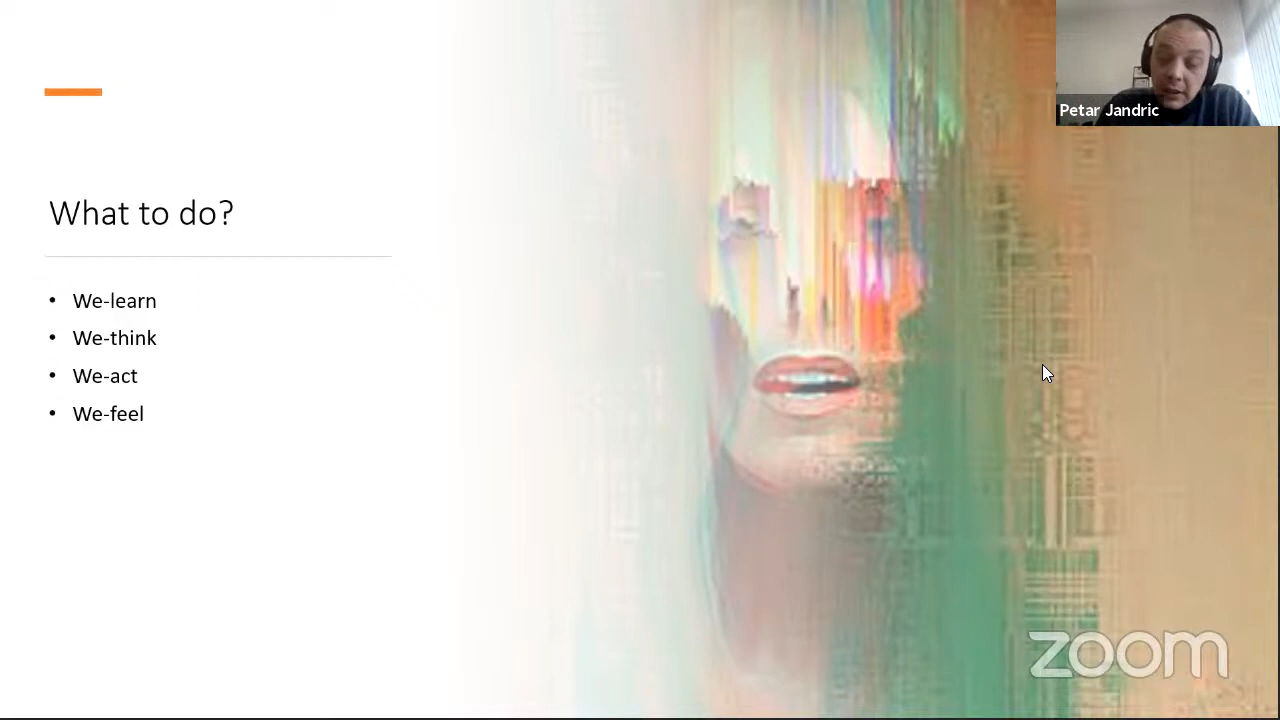 Petar Jandric
What to do?
• We-learn
• We-think
• We-act
• We-feel
zoom